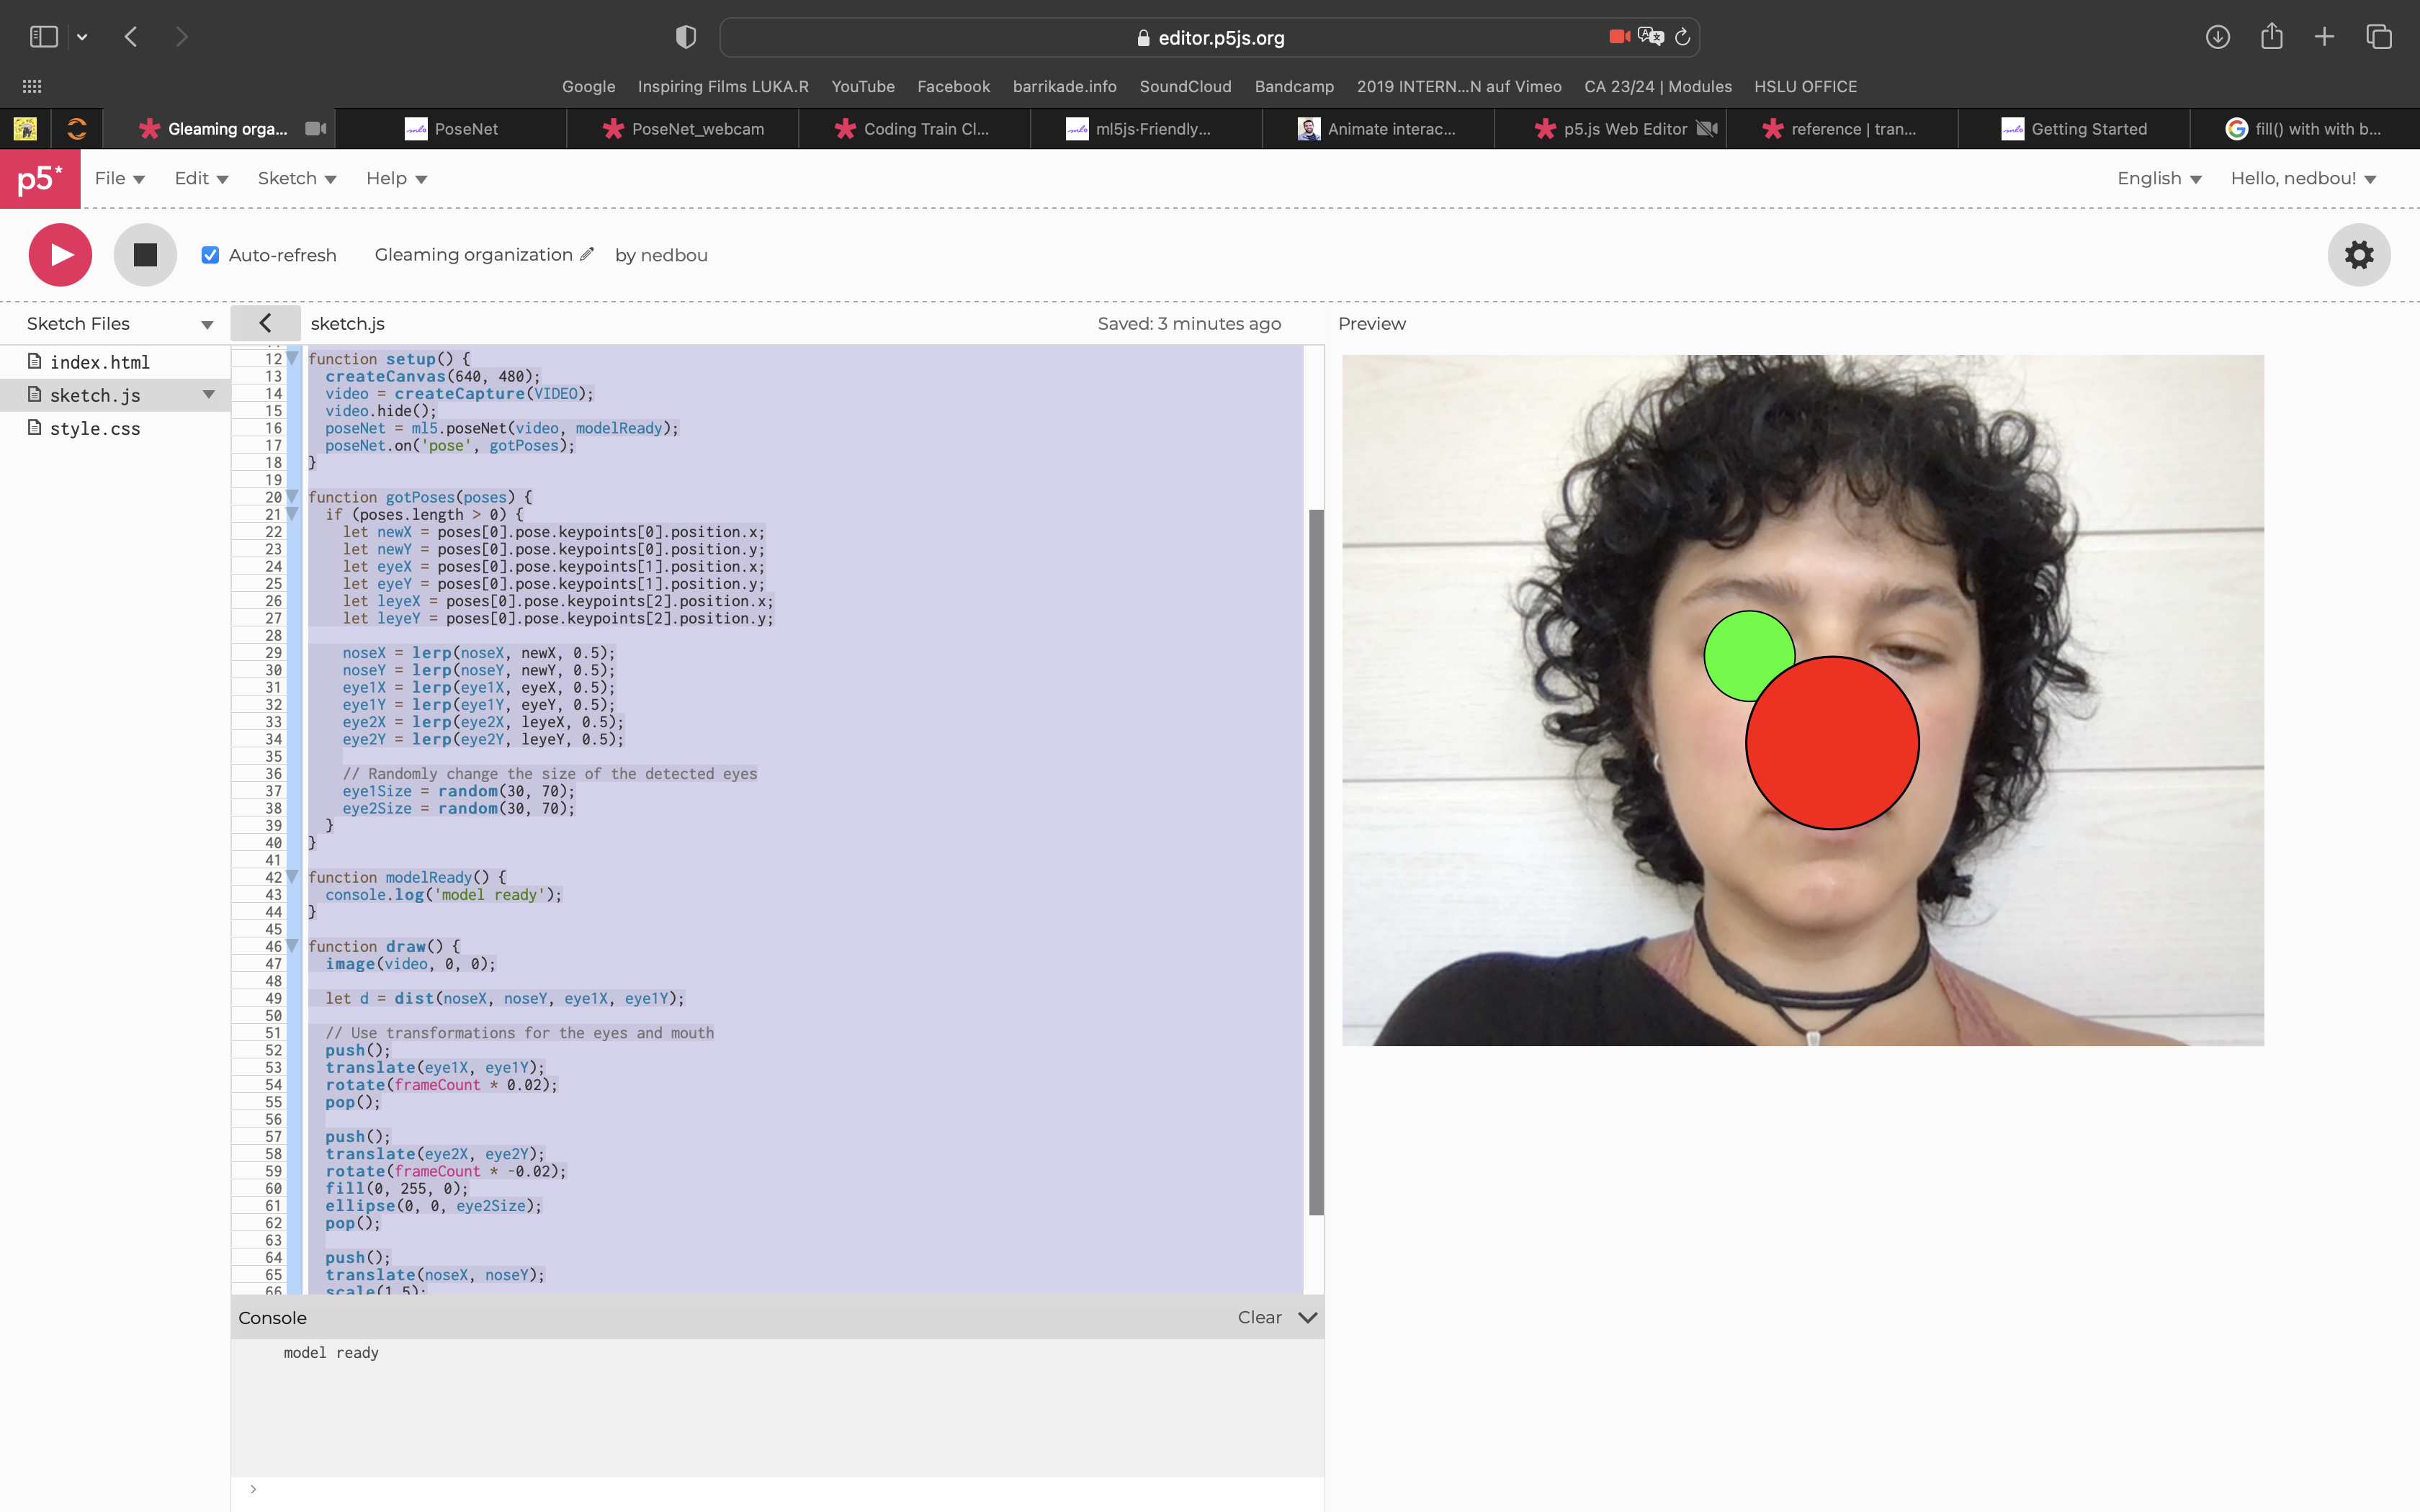 editor.p5js.org
Google Inspiring Films LUKA.R YouTube Facebook barrikade.info SoundCloud Bandcamp 2019 INTERN...N auf Vimeo CA 23/24 | Modules HSLU OFFICE
Gleaming orga... PoseNet PoseNet_webcam Coding Train Cl... ml5js·Friendly... Animate interac... p5.js Web Editor reference | tran... Getting Started fill() with with b...
p5* File Edit Sketch Help English Hello, nedbou!
Auto-refresh Gleaming organization by nedbou
Sketch Files sketch.js Saved: 3 minutes ago Preview
index.html
sketch.js
style.css
12 function setup() {
13 createCanvas(640, 480);
14 video = createCapture(VIDEO);
15 video.hide();
16 poseNet = ml5.poseNet(video, modelReady);
17 poseNet.on('pose', gotPoses);
18 }
19
20 function gotPoses(poses) {
21 if (poses.length > 0) {
22 let newX = poses[0].pose.keypoints[0].position.x;
23 let newY = poses[0].pose.keypoints[0].position.y;
24 let eyeX = poses[0].pose.keypoints[1].position.x;
25 let eyeY = poses[0].pose.keypoints[1].position.y;
26 let leyeX = poses[0].pose.keypoints[2].position.x;
27 let leyeY = poses[0].pose.keypoints[2].position.y;
28
29 noseX = lerp(noseX, newX, 0.5);
30 noseY = lerp(noseY, newY, 0.5);
31 eye1X = lerp(eye1X, eyeX, 0.5);
32 eye1Y = lerp(eye1Y, eyeY, 0.5);
33 eye2X = lerp(eye2X, leyeX, 0.5);
34 eye2Y = lerp(eye2Y, leyeY, 0.5);
35
36 // Randomly change the size of the detected eyes
37 eye1Size = random(30, 70);
38 eye2Size = random(30, 70);
39 }
40 }
41
42 function modelReady() {
43 console.log('model ready');
44 }
45
46 function draw() {
47 image(video, 0, 0);
48
49 let d = dist(noseX, noseY, eye1X, eye1Y);
50
51 // Use transformations for the eyes and mouth
52 push();
53 translate(eye1X, eye1Y);
54 rotate(frameCount * 0.02);
55 pop();
56
57 push();
58 translate(eye2X, eye2Y);
59 rotate(frameCount * -0.02);
60 fill(0, 255, 0);
61 ellipse(0, 0, eye2Size);
62 pop();
63
64 push();
65 translate(noseX, noseY);
66 scale(1.5);
Console Clear
model ready